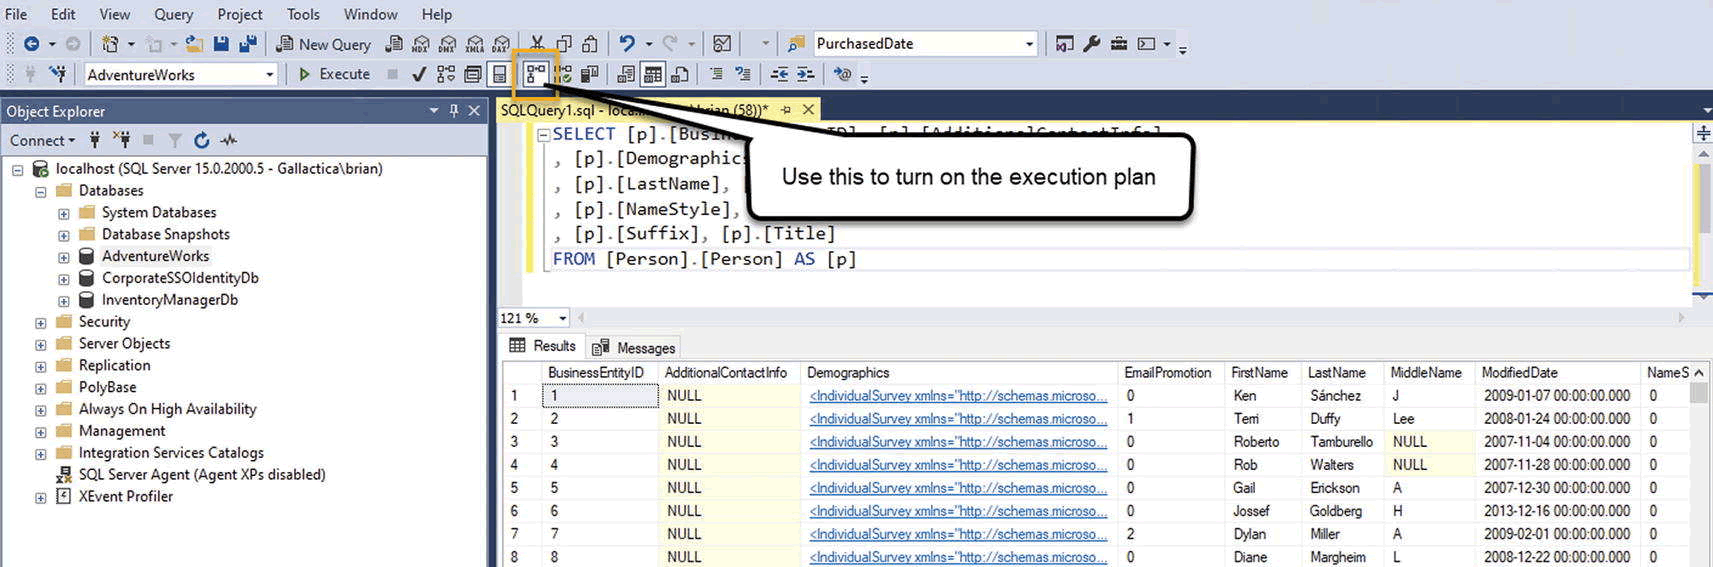 File Edit View Query Project Tools Window Help
New Query MDX DMX XMLA DAX PurchasedDate
AdventureWorks Execute
Object Explorer
SQLQuery1.sql - loca... brian (58))*
Connect
localhost (SQL Server 15.0.2000.5 - Gallactica\brian)
Databases
System Databases
Database Snapshots
AdventureWorks
CorporateSSOIdentityDb
InventoryManagerDb
Security
Server Objects
Replication
PolyBase
Always On High Availability
Management
Integration Services Catalogs
SQL Server Agent (Agent XPs disabled)
XEvent Profiler
SELECT [p].[Busin ID], [p].[AdditionalContactInfo]
, [p].[Demographics
, [p].[LastName],
, [p].[NameStyle],
, [p].[Suffix], [p].[Title]
FROM [Person].[Person] AS [p]
Use this to turn on the execution plan
121 %
Results Messages
BusinessEntityID AdditionalContactInfo Demographics EmailPromotion FirstName LastName MiddleName ModifiedDate NameS
1 1 NULL <IndividualSurvey xmlns="http://schemas.microso... 0 Ken Sánchez J 2009-01-07 00:00:00.000 0
2 2 NULL <IndividualSurvey xmlns="http://schemas.microso... 1 Terri Duffy Lee 2008-01-24 00:00:00.000 0
3 3 NULL <IndividualSurvey xmlns="http://schemas.microso... 0 Roberto Tamburello NULL 2007-11-04 00:00:00.000 0
4 4 NULL <IndividualSurvey xmlns="http://schemas.microso... 0 Rob Walters NULL 2007-11-28 00:00:00.000 0
5 5 NULL <IndividualSurvey xmlns="http://schemas.microso... 0 Gail Erickson A 2007-12-30 00:00:00.000 0
6 6 NULL <IndividualSurvey xmlns="http://schemas.microso... 0 Jossef Goldberg H 2013-12-16 00:00:00.000 0
7 7 NULL <IndividualSurvey xmlns="http://schemas.microso... 2 Dylan Miller A 2009-02-01 00:00:00.000 0
8 8 NULL <IndividualSurvey xmlns="http://schemas.microso... 0 Diane Margheim L 2008-12-22 00:00:00.000 0